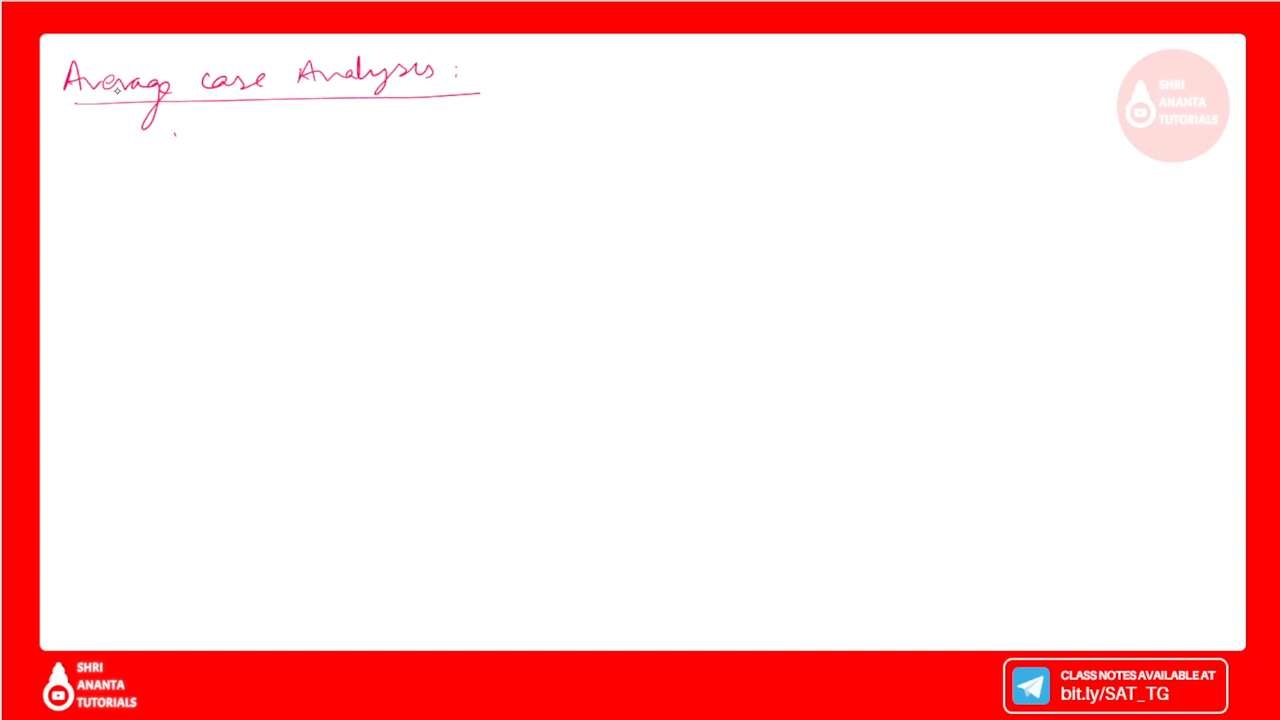 Average case Analysis :
SHRI
ANANTA
TUTORIALS
SHRI
ANANTA
TUTORIALS
CLASS NOTES AVAILABLE AT
bit.ly/SAT_TG